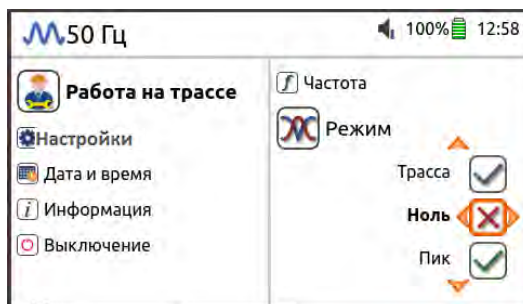 50 Гц 100% 12:58
Работа на трассе
Настройки
Дата и время
i Информация
Выключение
f Частота
Режим
Трасса
Ноль
Пик